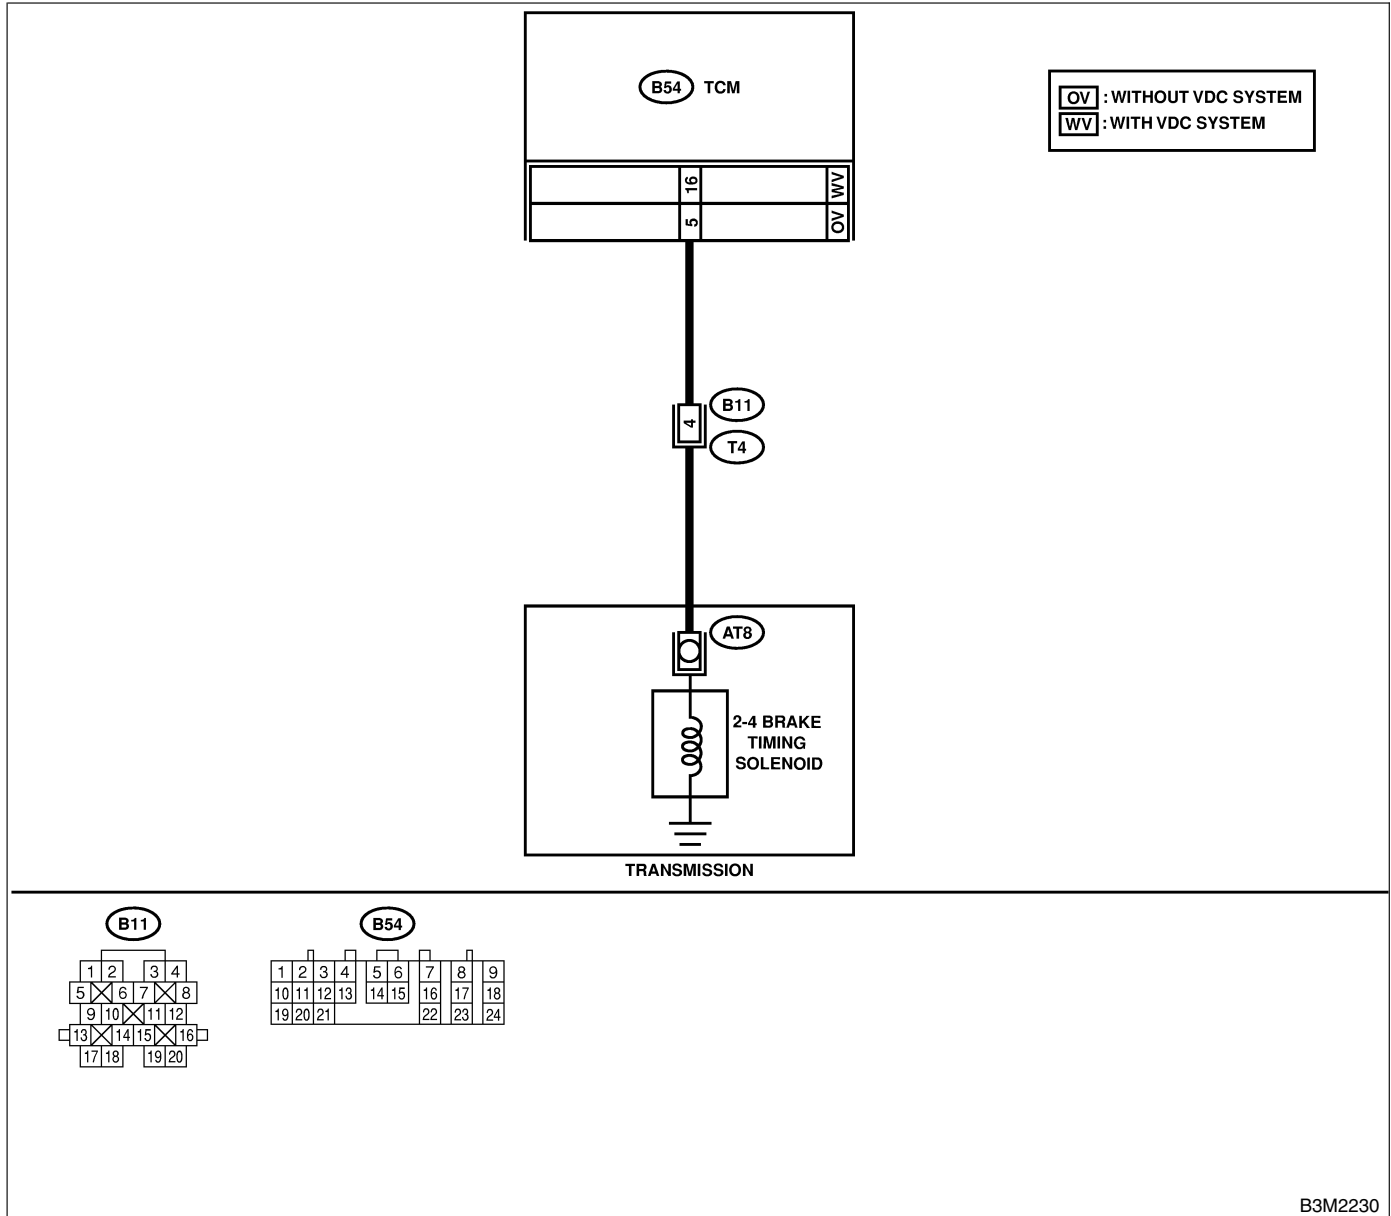 B54 TCM
OV : WITHOUT VDC SYSTEM
WV : WITH VDC SYSTEM
16 WV
5 OV
B11
4
T4
AT8
2-4 BRAKE
TIMING
SOLENOID
TRANSMISSION
B11
1 2 3 4
5 6 7 8
9 10 11 12
13 14 15 16
17 18 19 20
B54
1 2 3 4 5 6 7 8 9
10 11 12 13 14 15 16 17 18
19 20 21 22 23 24
B3M2230